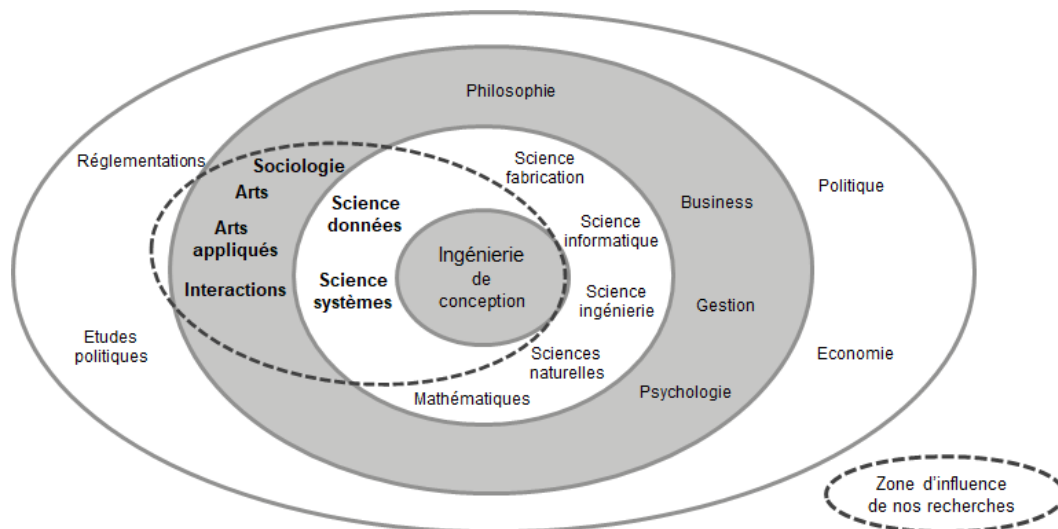 Philosophie
Réglementations
Sociologie
Arts
Arts
appliqués
Interactions
Etudes
politiques
Science
données
Science
systèmes
Ingénierie
de
conception
Science
fabrication
Science
informatique
Science
ingénierie
Sciences
naturelles
Mathématiques
Business
Gestion
Psychologie
Politique
Economie
Zone d'influence
de nos recherches